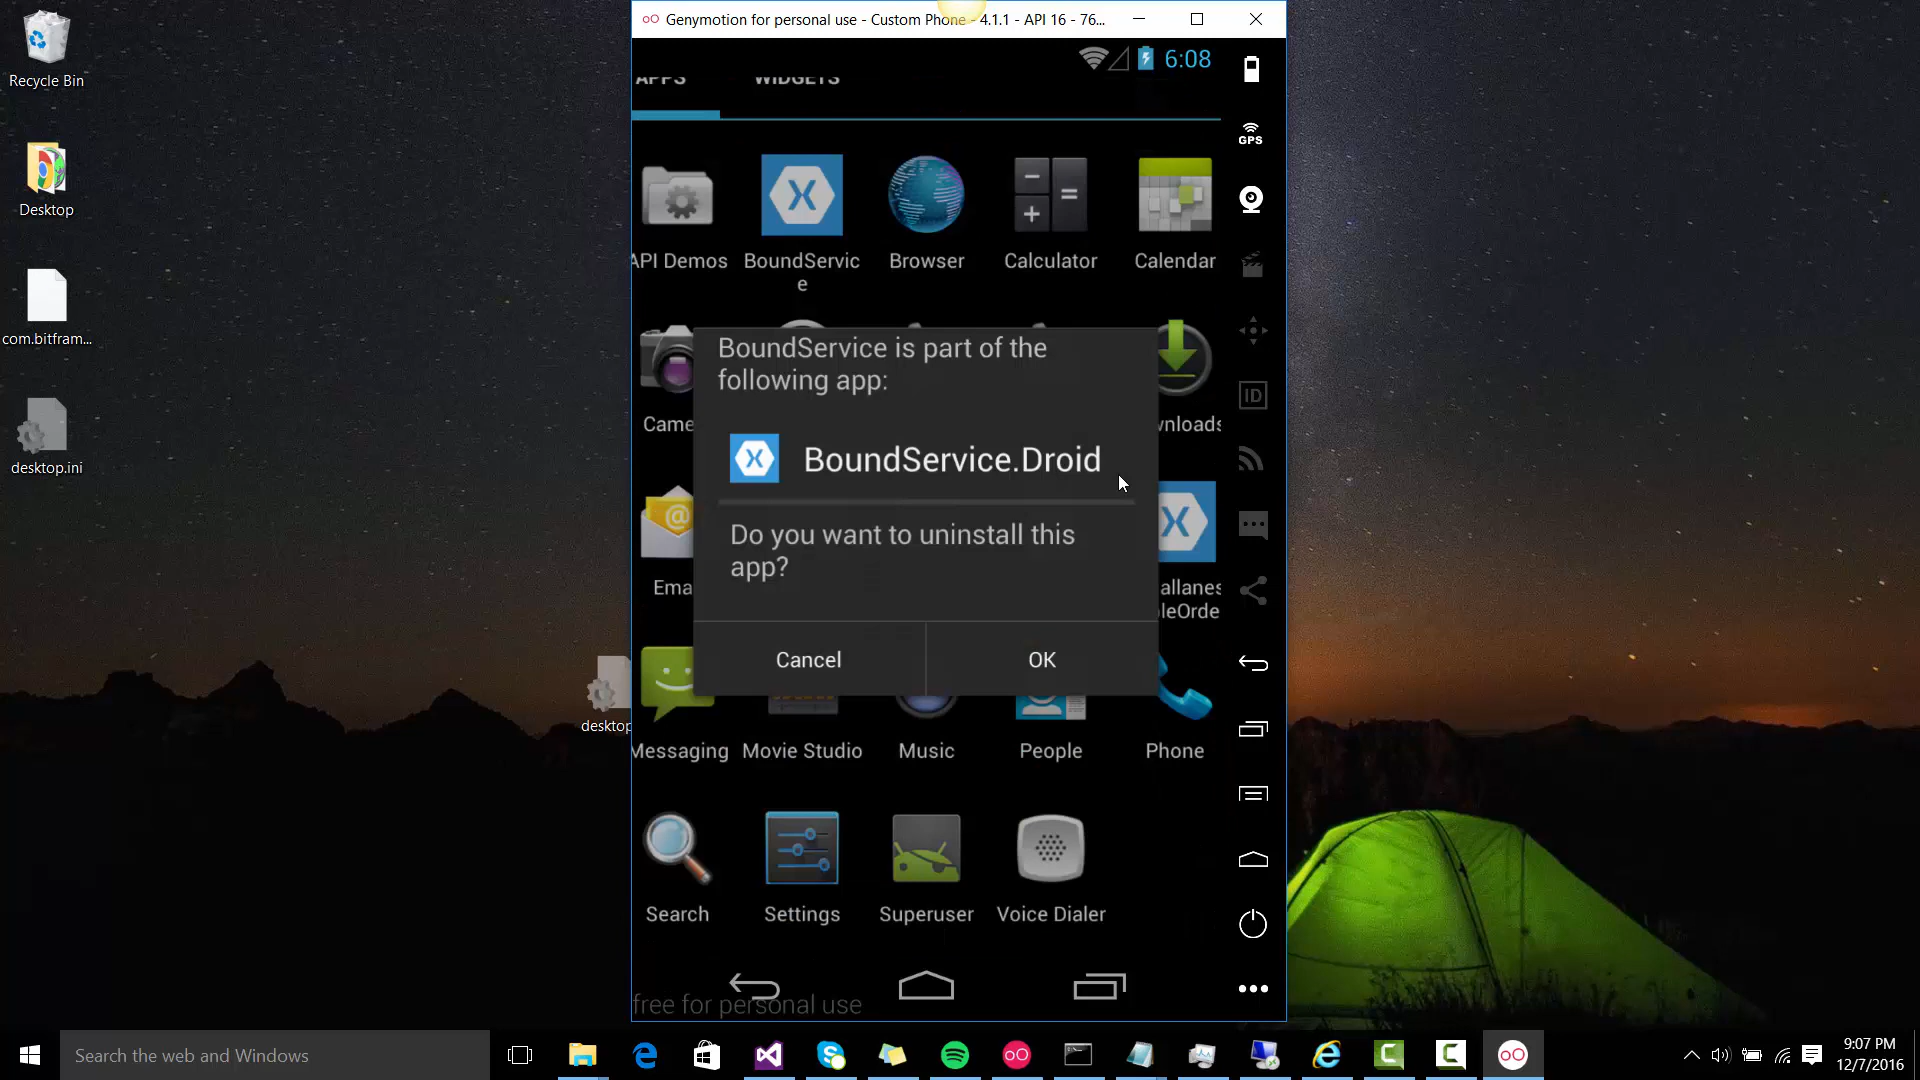 Recycle Bin
Desktop
com.bitfram...
desktop.ini
desktop
Genymotion for personal use - Custom Phone - 4.1.1 - API 16 - 76...
6:08
APPS
WIDGETS
GPS
API Demos
BoundServic
e
Browser
Calculator
Calendar
Came
wnloads
BoundService is part of the
following app:
BoundService.Droid
Do you want to uninstall this
app?
Cancel
OK
ID
Ema
allanes
leOrde
Messaging
Movie Studio
Music
People
Phone
Search
Settings
Superuser
Voice Dialer
free for personal use
Search the web and Windows
9:07 PM
12/7/2016